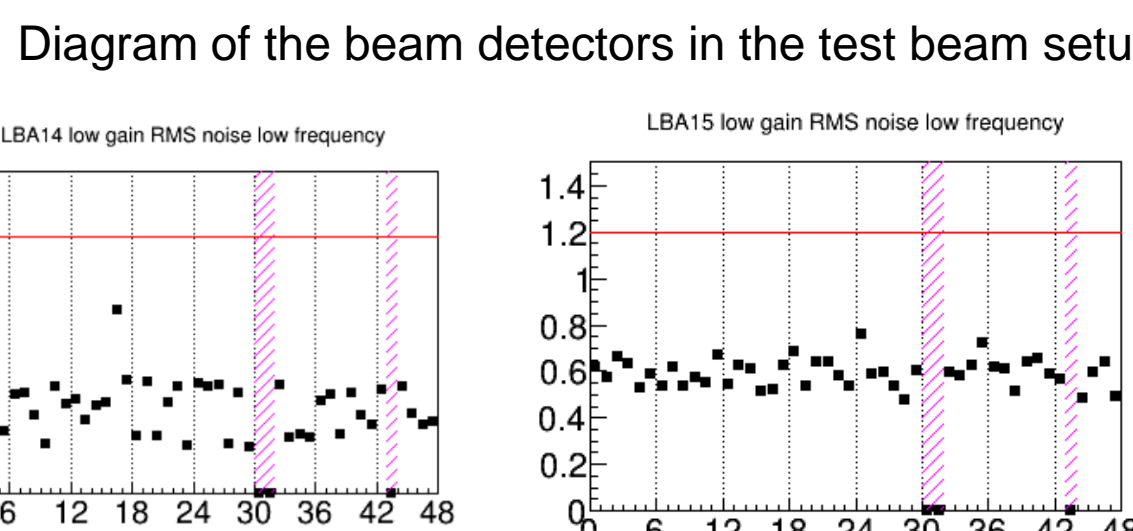 Diagram of the beam detectors in the test beam setu
LBA14 low gain RMS noise low frequency
LBA15 low gain RMS noise low frequency
1.4
1.2
1
0.8
0.6
0.4
0.2
0
6 12 18 24 30 36 42 48
0 6 12 18 24 30 36 42